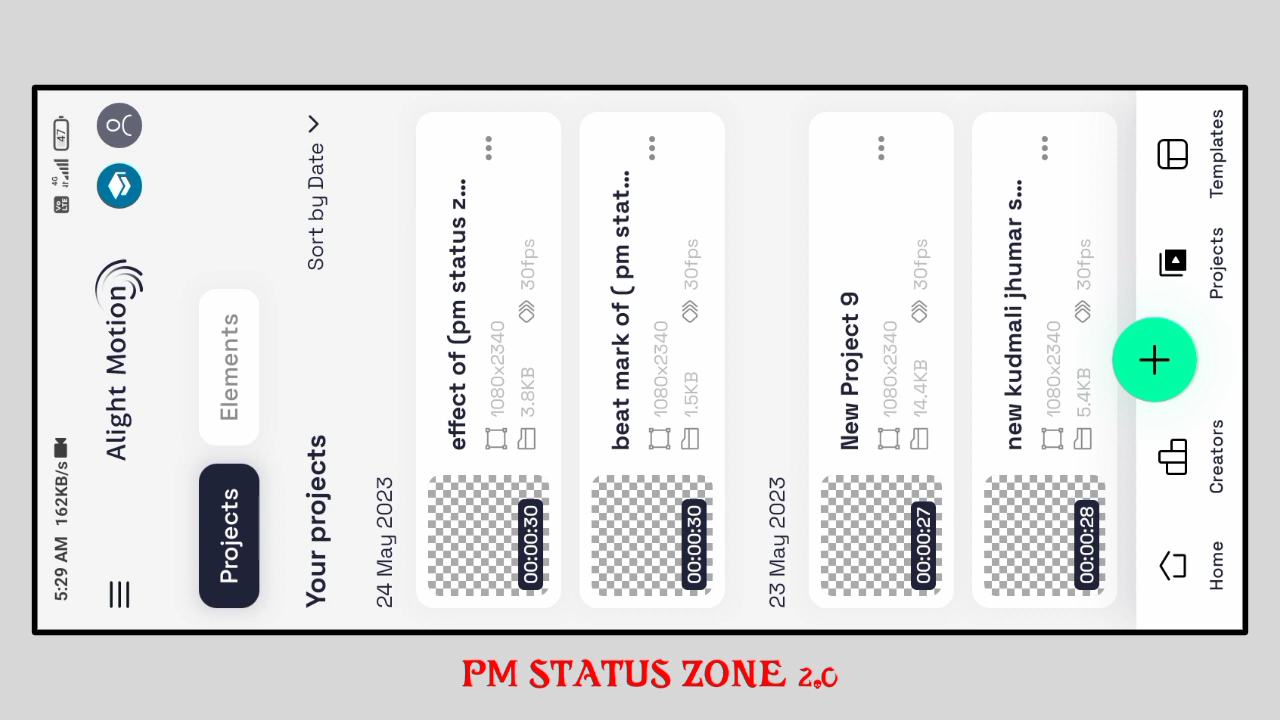 5:29 AM 162KB/s 4G Vo LTE 47
Alight Motion
Projects Elements
Your projects Sort by Date
24 May 2023
effect of (pm status z...
1080x2340
3.8KB 30fps
00:00:30
beat mark of ( pm stat...
1080x2340
1.5KB 30fps
00:00:30
23 May 2023
New Project 9
1080x2340
14.4KB 30fps
00:00:27
new kudmali jhumar s...
1080x2340
5.4KB 30fps
00:00:28
Home Creators Projects Templates
PM STATUS ZONE 2.0